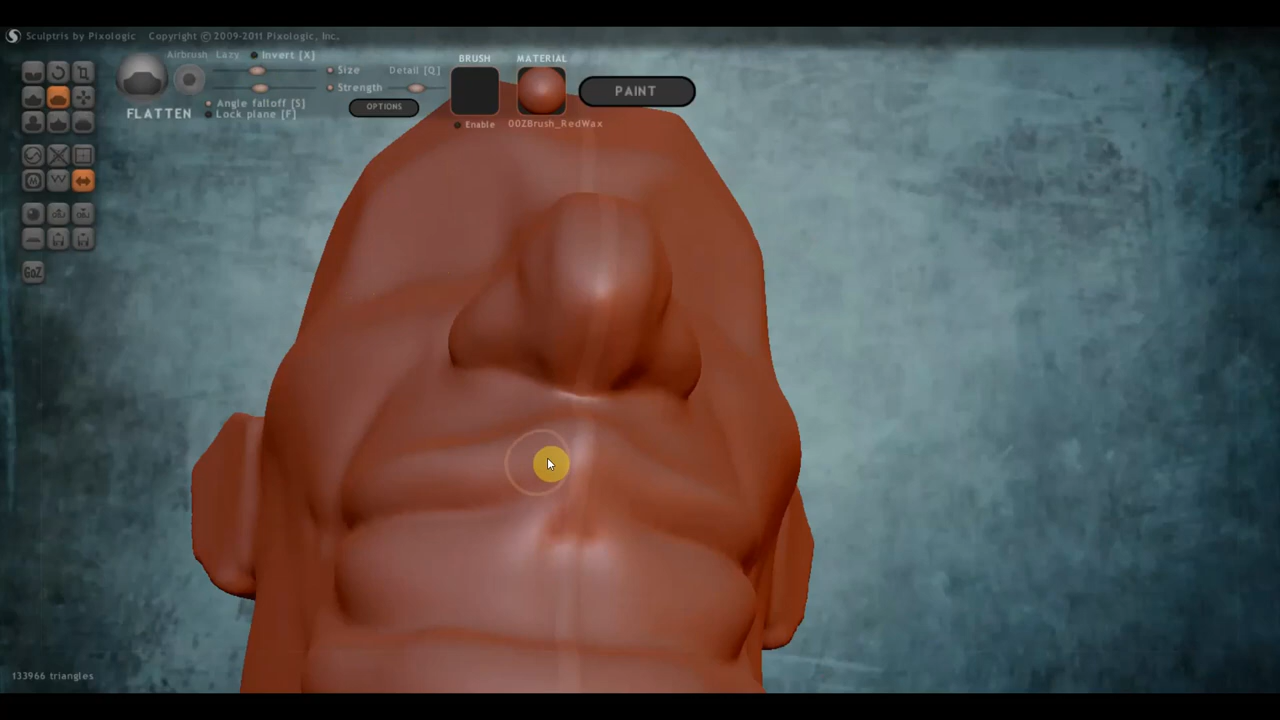 Sculptris by Pixologic Copyright © 2009-2011 Pixologic, Inc.
Airbrush Lazy Invert [X]
BRUSH MATERIAL
Size Detail [Q]
Strength
PAINT
Angle falloff [S]
OPTIONS
FLATTEN Lock plane [F]
Enable 00ZBrush_RedWax
GoZ
133966 triangles